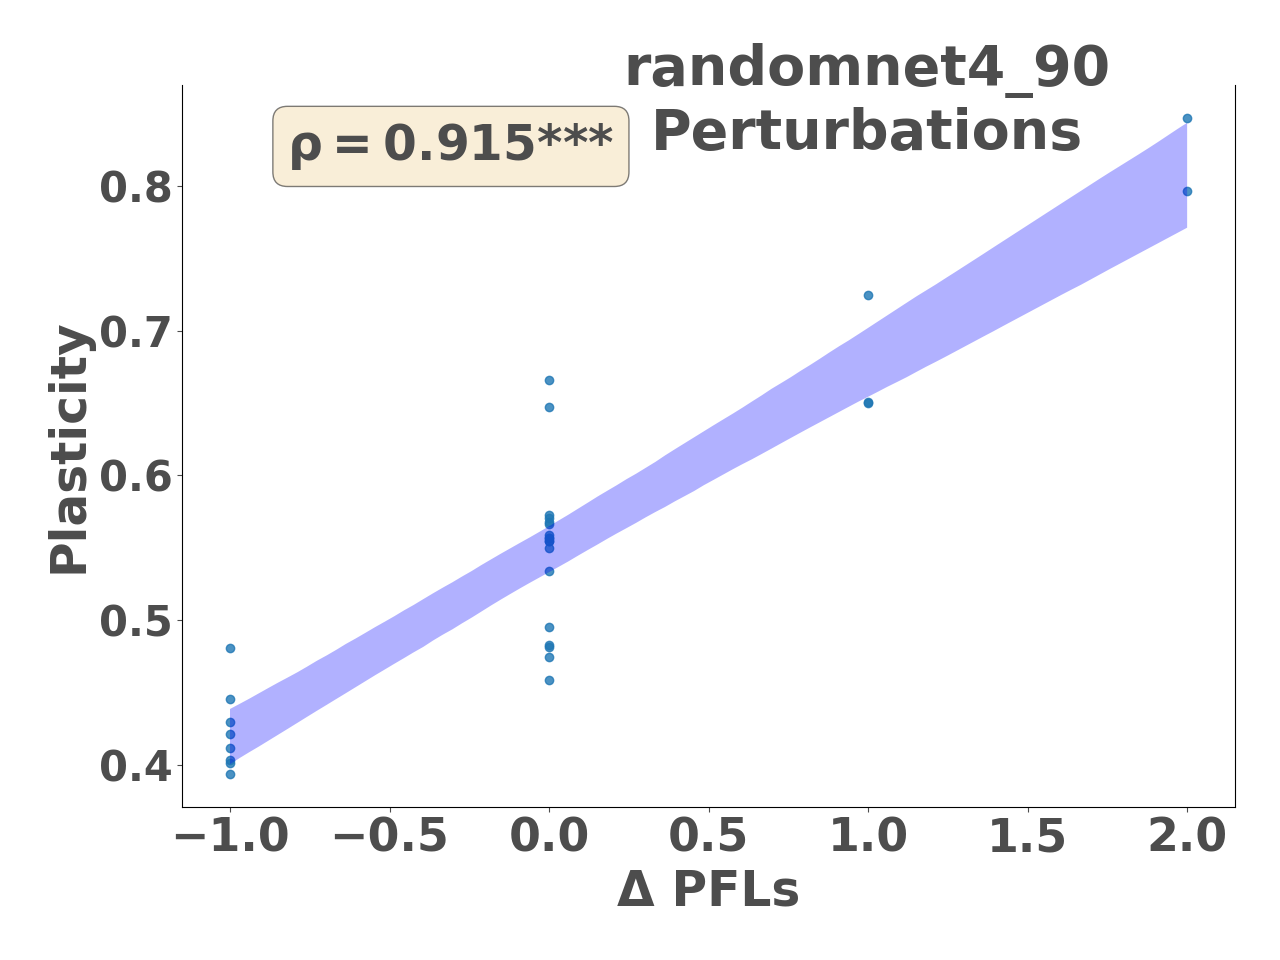 randomnet4_90
Perturbations
ρ = 0.915***
0.8
0.7
0.6
0.5
0.4
Plasticity
−1.0 −0.5 0.0 0.5 1.0 1.5 2.0
Δ PFLs